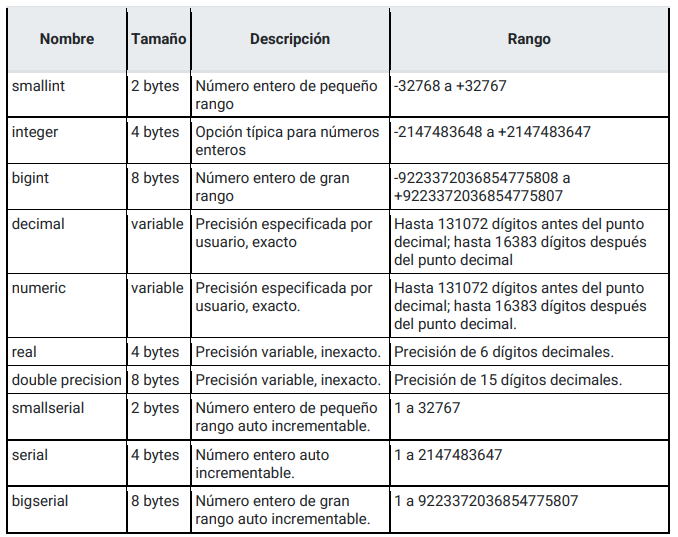 Nombre Tamaño Descripción Rango
smallint 2 bytes Número entero de pequeño -32768 a +32767
rango
integer 4 bytes Opción típica para números -2147483648 a +2147483647
enteros
bigint 8 bytes Número entero de gran -9223372036854775808 a
rango +9223372036854775807
decimal variable Precisión especificada por Hasta 131072 dígitos antes del punto
usuario, exacto decimal; hasta 16383 dígitos después
del punto decimal
numeric variable Precisión especificada por Hasta 131072 dígitos antes del punto
usuario, exacto. decimal; hasta 16383 dígitos después
del punto decimal.
real 4 bytes Precisión variable, inexacto. Precisión de 6 dígitos decimales.
double precision 8 bytes Precisión variable, inexacto. Precisión de 15 dígitos decimales.
smallserial 2 bytes Número entero de pequeño 1 a 32767
rango auto incrementable.
serial 4 bytes Número entero auto 1 a 2147483647
incrementable.
bigserial 8 bytes Número entero de gran 1 a 9223372036854775807
rango auto incrementable.